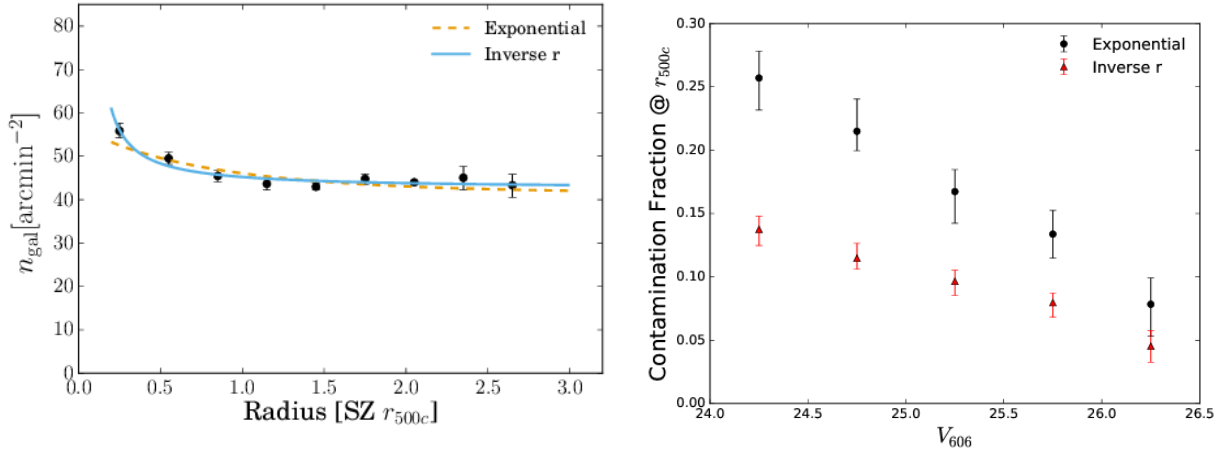 80
70
60
50
40
30
20
10
0
n_gal[arcmin⁻²]
Exponential
Inverse r
0.0 0.5 1.0 1.5 2.0 2.5 3.0
Radius [SZ r_500c]
0.30
0.25
0.20
0.15
0.10
0.05
0.00
Contamination Fraction @ r_500c
Exponential
Inverse r
24.0 24.5 25.0 25.5 26.0 26.5
V_606